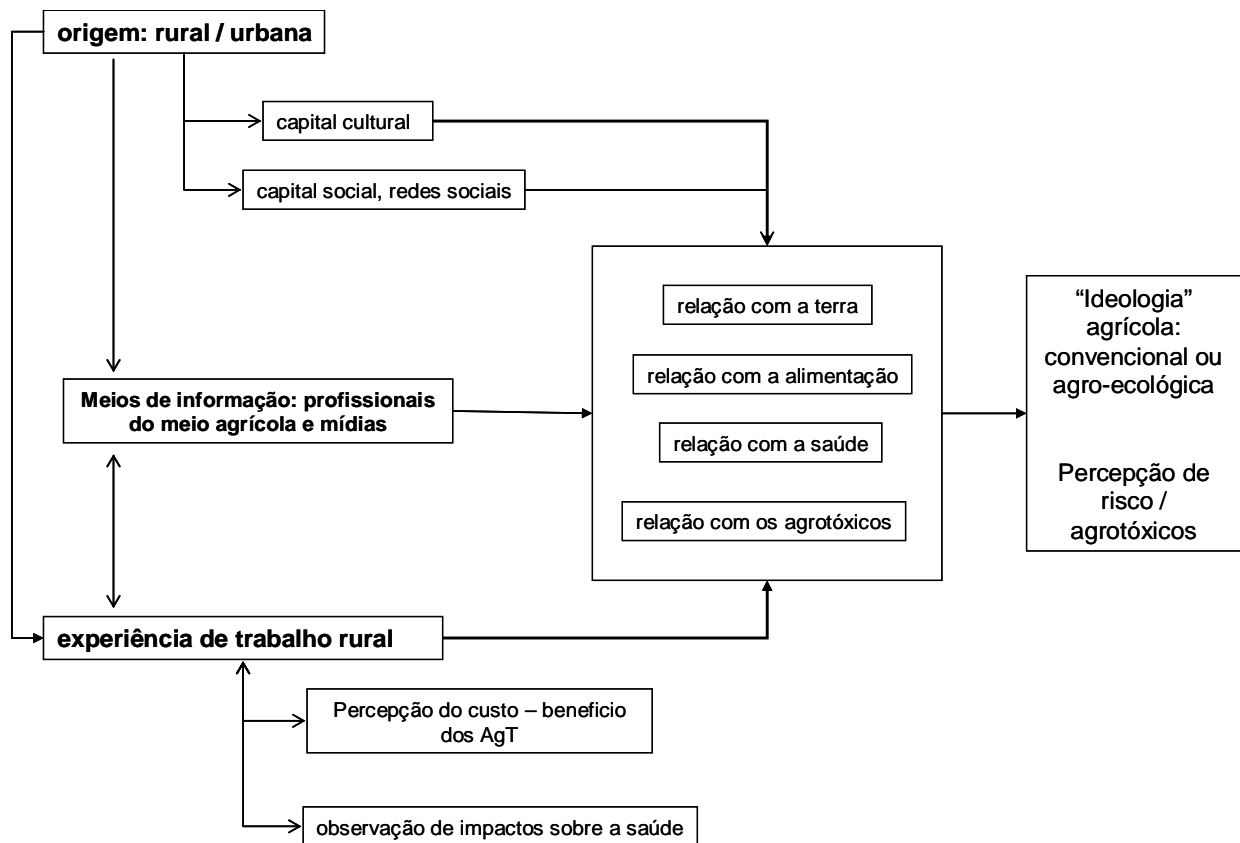 origem: rural / urbana
capital cultural
capital social, redes sociais
relação com a terra
relação com a alimentação
relação com a saúde
relação com os agrotóxicos
“Ideologia”
agrícola:
convencional ou
agro-ecológica
Percepção de
risco /
agrotóxicos
Meios de informação: profissionais
do meio agrícola e mídias
experiência de trabalho rural
Percepção do custo – beneficio
dos AgT
observação de impactos sobre a saúde